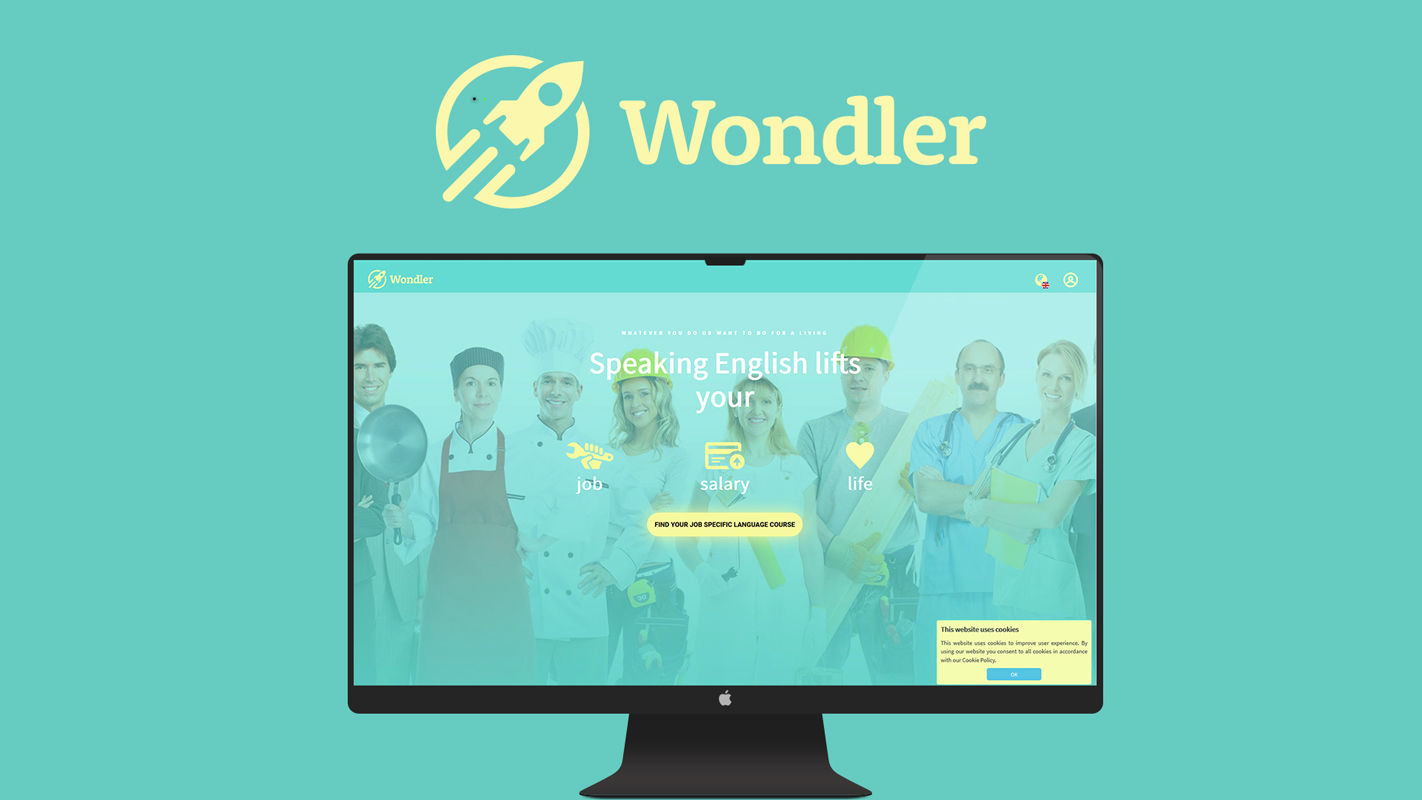 Wondler
Wondler
WHATEVER YOU DO OR WANT TO DO FOR A LIVING
Speaking English lifts
your
job
salary
life
FIND YOUR JOB SPECIFIC LANGUAGE COURSE
This website uses cookies
This website uses cookies to improve user experience. By
using our website you consent to all cookies in accordance
with our Cookie Policy.
OK